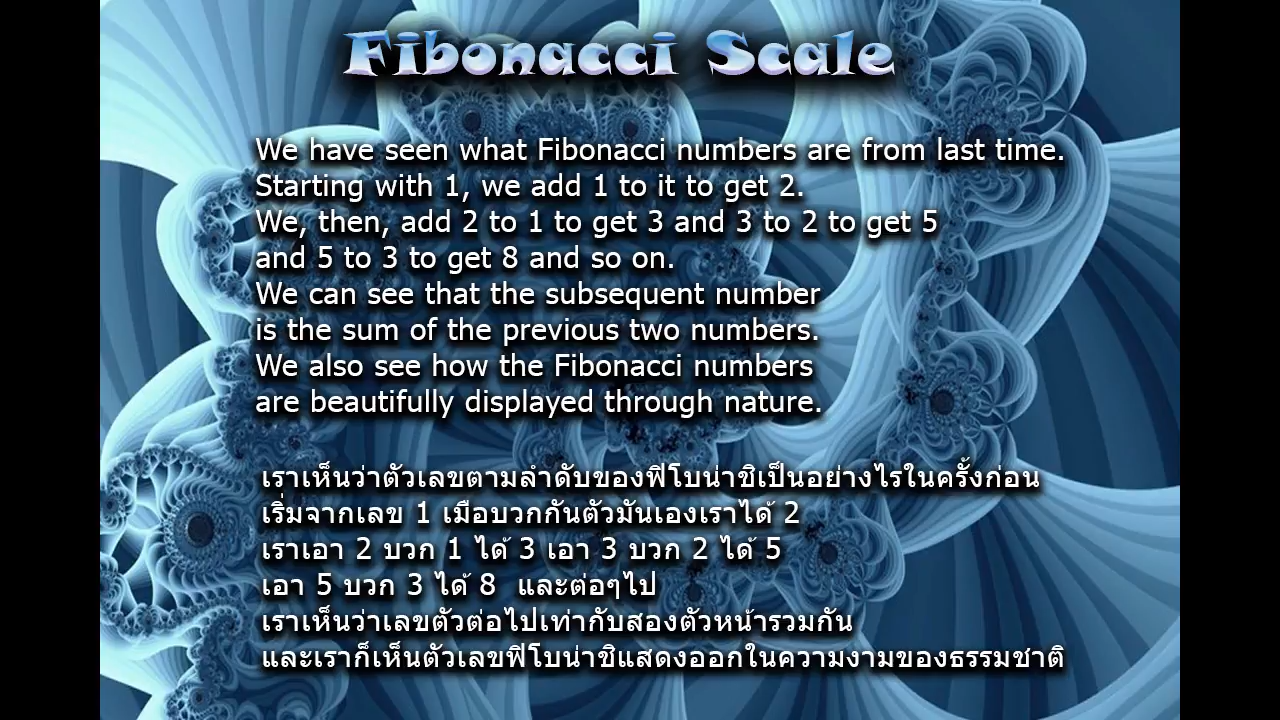 Fibonacci Scale
We have seen what Fibonacci numbers are from last time.
Starting with 1, we add 1 to it to get 2.
We, then, add 2 to 1 to get 3 and 3 to 2 to get 5
and 5 to 3 to get 8 and so on.
We can see that the subsequent number
is the sum of the previous two numbers.
We also see how the Fibonacci numbers
are beautifully displayed through nature.
เราเห็นว่าตัวเลขตามลำดับของฟิโบน่าชิเป็นอย่างไรในครั้งก่อน
เริ่มจากเลข 1 เมือบวกกันตัวมันเองเราได้ 2
เราเอา 2 บวก 1 ได้ 3 เอา 3 บวก 2 ได้ 5
เอา 5 บวก 3 ได้ 8 และต่อๆไป
เราเห็นว่าเลขตัวต่อไปเท่ากับสองตัวหน้ารวมกัน
และเราก็เห็นตัวเลขฟิโบน่าชิแสดงออกในความงามของธรรมชาติ